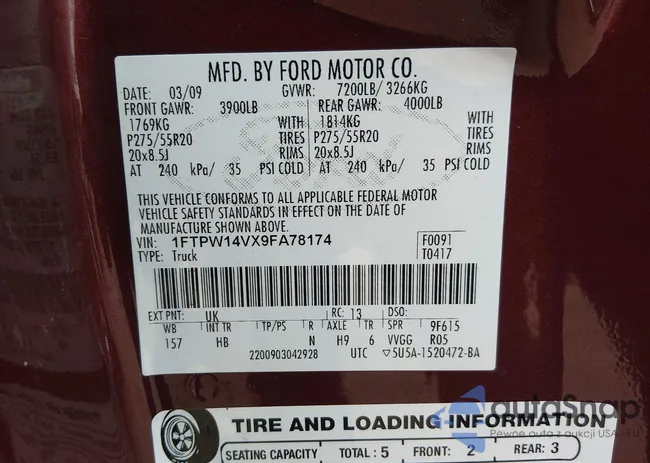 MFD. BY FORD MOTOR CO.
DATE: 03/09 GVWR: 7200LB/ 3266KG
FRONT GAWR: 3900LB REAR GAWR: 4000LB
1769KG WITH 1814KG WITH
P275/55R20 TIRES P275/55R20 TIRES
20x8.5J RIMS 20x8.5J RIMS
AT 240 kPa/ 35 PSI COLD AT 240 kPa/ 35 PSI COLD
THIS VEHICLE CONFORMS TO ALL APPLICABLE FEDERAL MOTOR
VEHICLE SAFETY STANDARDS IN EFFECT ON THE DATE OF
MANUFACTURE SHOWN ABOVE.
VIN: 1FTPW14VX9FA78174 F0091
TYPE: Truck T0417
EXT PNT: UK RC: 13 DSO:
WB INT TR TP/PS R AXLE TR SPR 9F615
157 HB N H9 6 VVGG R05
2200903042928 UTC ▽5U5A-1520472-BA
TIRE AND LOADING INFORMATION
SEATING CAPACITY TOTAL: 5 FRONT: 2 REAR: 3
autoSnap
Pewne auto z aukcji USA i EU